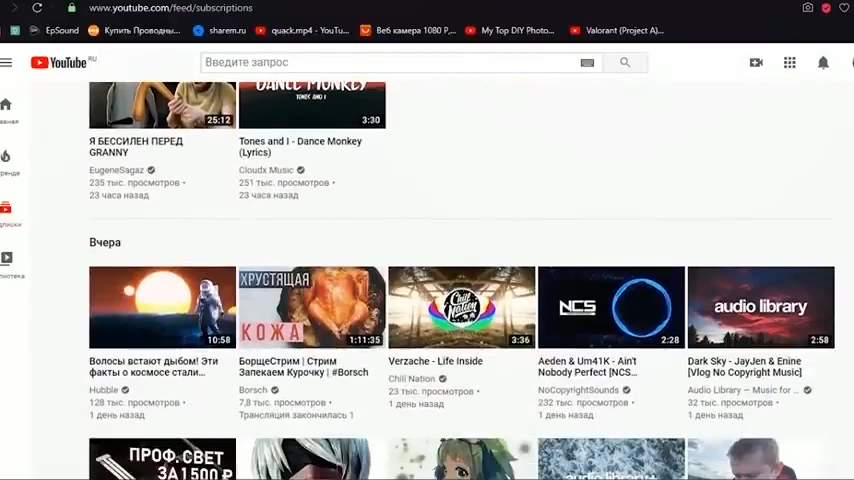 www.youtube.com/feed/subscriptions
EpSound
Купить Проводны...
sharem.ru
quack.mp4 - YouTu...
Веб камера 1080 P,...
My Top DIY Photo...
Valorant (Project A)...
YouTube RU
Введите запрос
DANCE MONKEY
TONES AND I
25:12
3:30
Я БЕССИЛЕН ПЕРЕД
GRANNY
Tones and I - Dance Monkey
(Lyrics)
EugeneSagaz
Cloudx Music
235 тыс. просмотров •
251 тыс. просмотров •
23 часа назад
23 часа назад
Вчера
ХРУСТЯЩАЯ
КОЖА
Chill
Nation
NCS
audio library
10:58
1:11:35
3:36
2:28
2:58
Волосы встают дыбом! Эти
факты о космосе стали...
БорщеСтрим | Стрим
Запекаем Курочку | #Borsch
Verzache - Life Inside
Aeden & Um41K - Ain't
Nobody Perfect [NCS...
Dark Sky - JayJen & Enine
[Vlog No Copyright Music]
Hubble
Borsch
Chill Nation
NoCopyrightSounds
Audio Library — Music for ...
128 тыс. просмотров •
7,8 тыс. просмотров •
23 тыс. просмотров •
232 тыс. просмотров •
32 тыс. просмотров •
1 день назад
Трансляция закончилась 1
1 день назад
1 день назад
1 день назад
ПРОФ. СВЕТ
ЗА 1500 ₽
audio library+